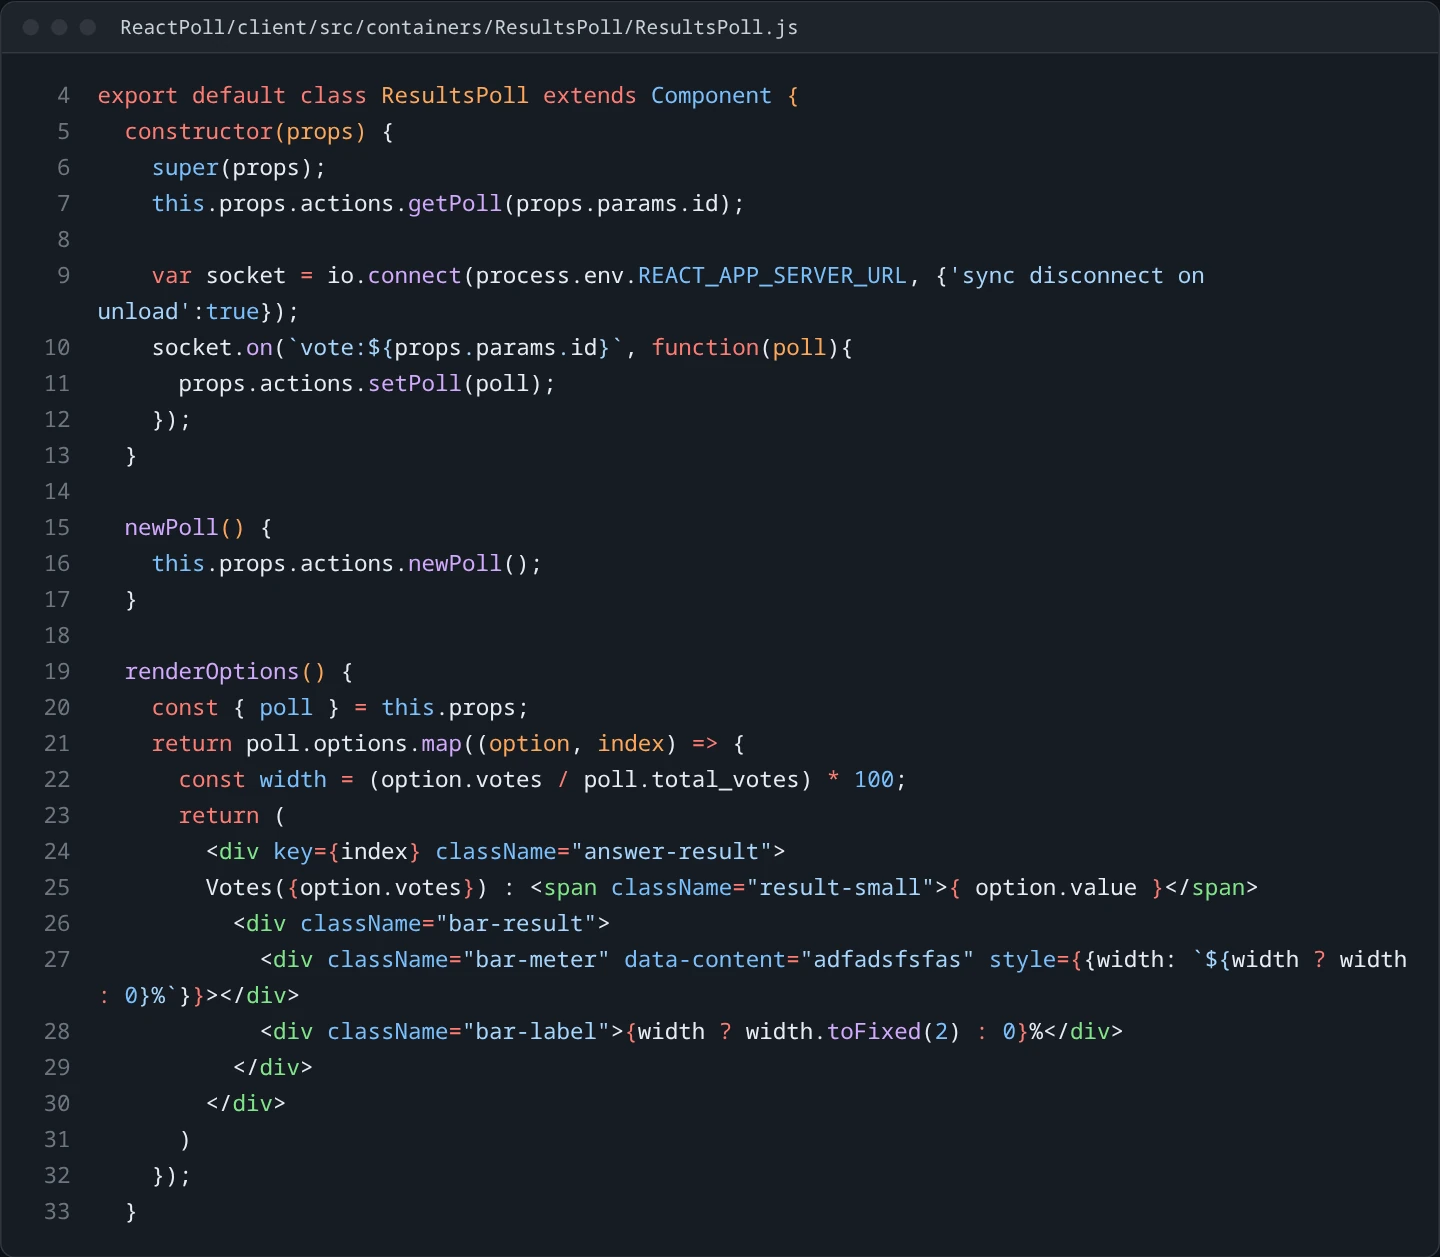 ReactPoll/client/src/containers/ResultsPoll/ResultsPoll.js
4 export default class ResultsPoll extends Component {
5   constructor(props) {
6     super(props);
7     this.props.actions.getPoll(props.params.id);
8
9     var socket = io.connect(process.env.REACT_APP_SERVER_URL, {'sync disconnect on
unload':true});
10     socket.on(`vote:${props.params.id}`, function(poll){
11       props.actions.setPoll(poll);
12     });
13   }
14
15   newPoll() {
16     this.props.actions.newPoll();
17   }
18
19   renderOptions() {
20     const { poll } = this.props;
21     return poll.options.map((option, index) => {
22       const width = (option.votes / poll.total_votes) * 100;
23       return (
24         <div key={index} className="answer-result">
25         Votes({option.votes}) : <span className="result-small">{ option.value }</span>
26           <div className="bar-result">
27             <div className="bar-meter" data-content="adfadsfsfas" style={{width: `${width ? width
: 0}%`}}></div>
28             <div className="bar-label">{width ? width.toFixed(2) : 0}%</div>
29           </div>
30         </div>
31       )
32     });
33   }